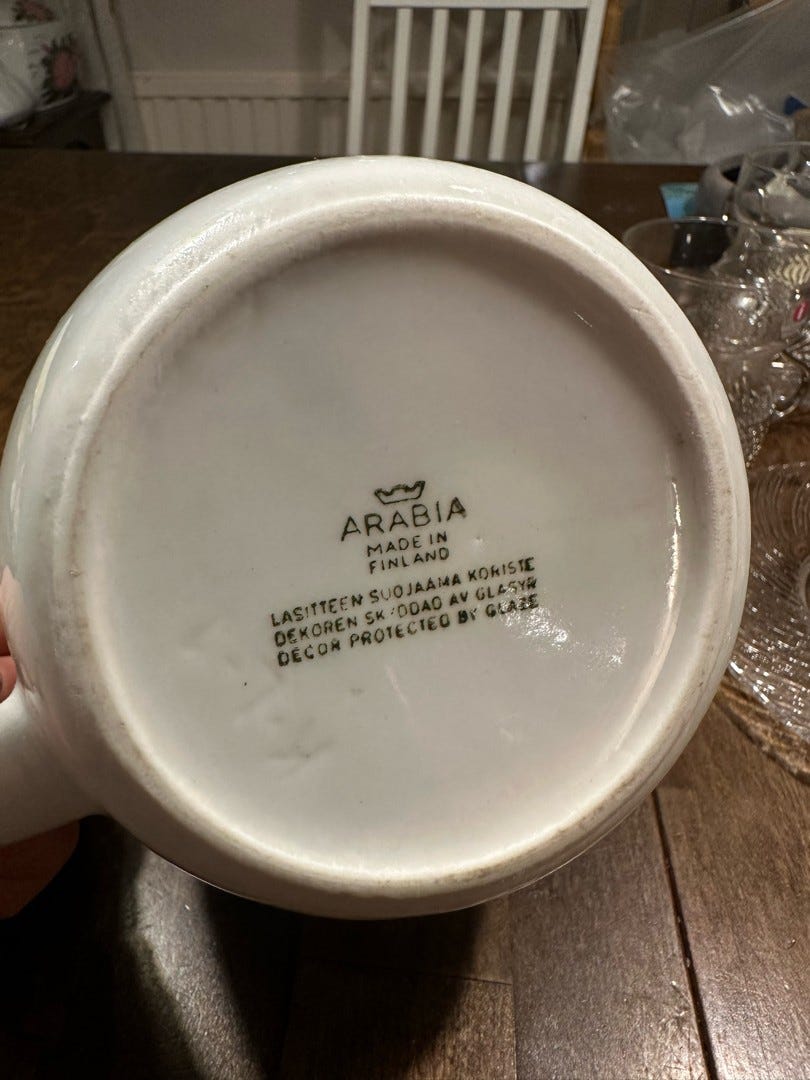 ARABIA
MADE IN
FINLAND
LASITTEEN SUOJAAMA KORISTE
DEKOREN SKYDDAD AV GLASYR
DECOR PROTECTED BY GLAZE